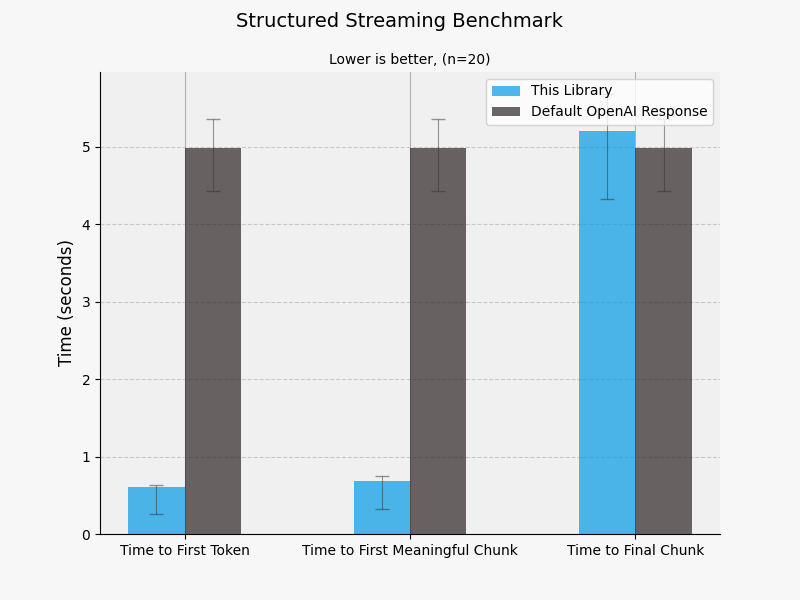 Structured Streaming Benchmark
Lower is better, (n=20)
This Library
Default OpenAI Response
Time (seconds)
5
4
3
2
1
0
Time to First Token
Time to First Meaningful Chunk
Time to Final Chunk